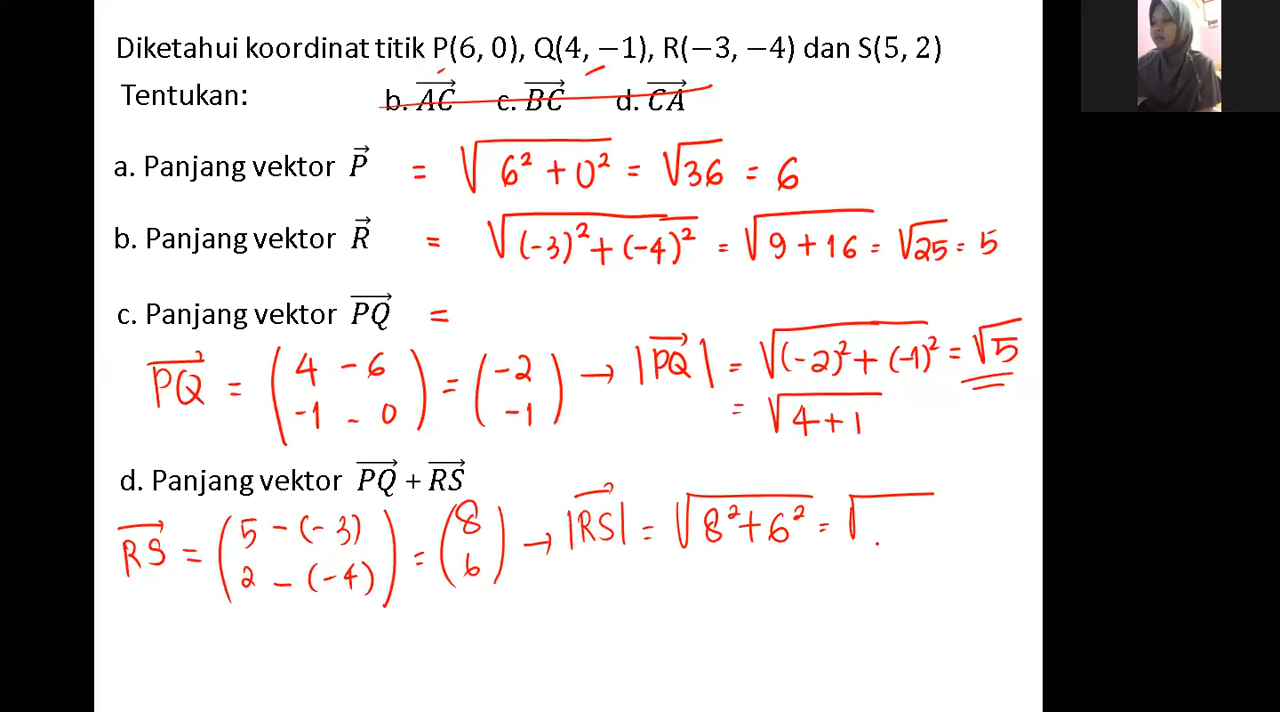 Diketahui koordinat titik P(6, 0), Q(4, −1), R(−3, −4) dan S(5, 2)
Tentukan: b. AC⃗ c. BC⃗ d. CA⃗
a. Panjang vektor P⃗ = √(6² + 0²) = √36 = 6
b. Panjang vektor R⃗ = √((-3)² + (-4)²) = √(9 + 16) = √25 = 5
c. Panjang vektor PQ⃗ =
PQ⃗ = (4 - 6 / -1 - 0) = (-2 / -1) → |PQ⃗| = √((-2)² + (-1)²) = √5
= √(4 + 1)
d. Panjang vektor PQ⃗ + RS⃗
RS⃗ = (5 - (-3) / 2 - (-4)) = (8 / 6) → |RS⃗| = √(8² + 6²) = √